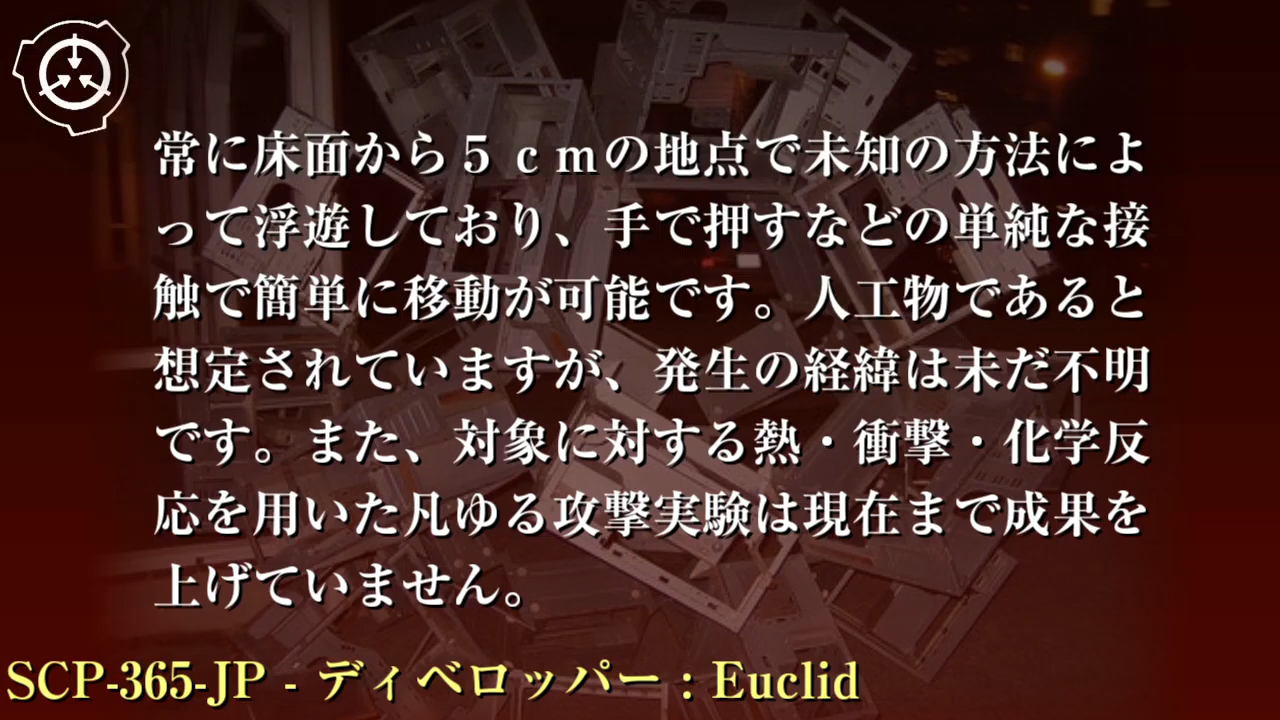 常に床面から５ｃｍの地点で未知の方法によ
って浮遊しており、手で押すなどの単純な接
触で簡単に移動が可能です。人工物であると
想定されていますが、発生の経緯は未だ不明
です。また、対象に対する熱・衝撃・化学反
応を用いた凡ゆる攻撃実験は現在まで成果を
上げていません。
SCP-365-JP - ディベロッパー：Euclid